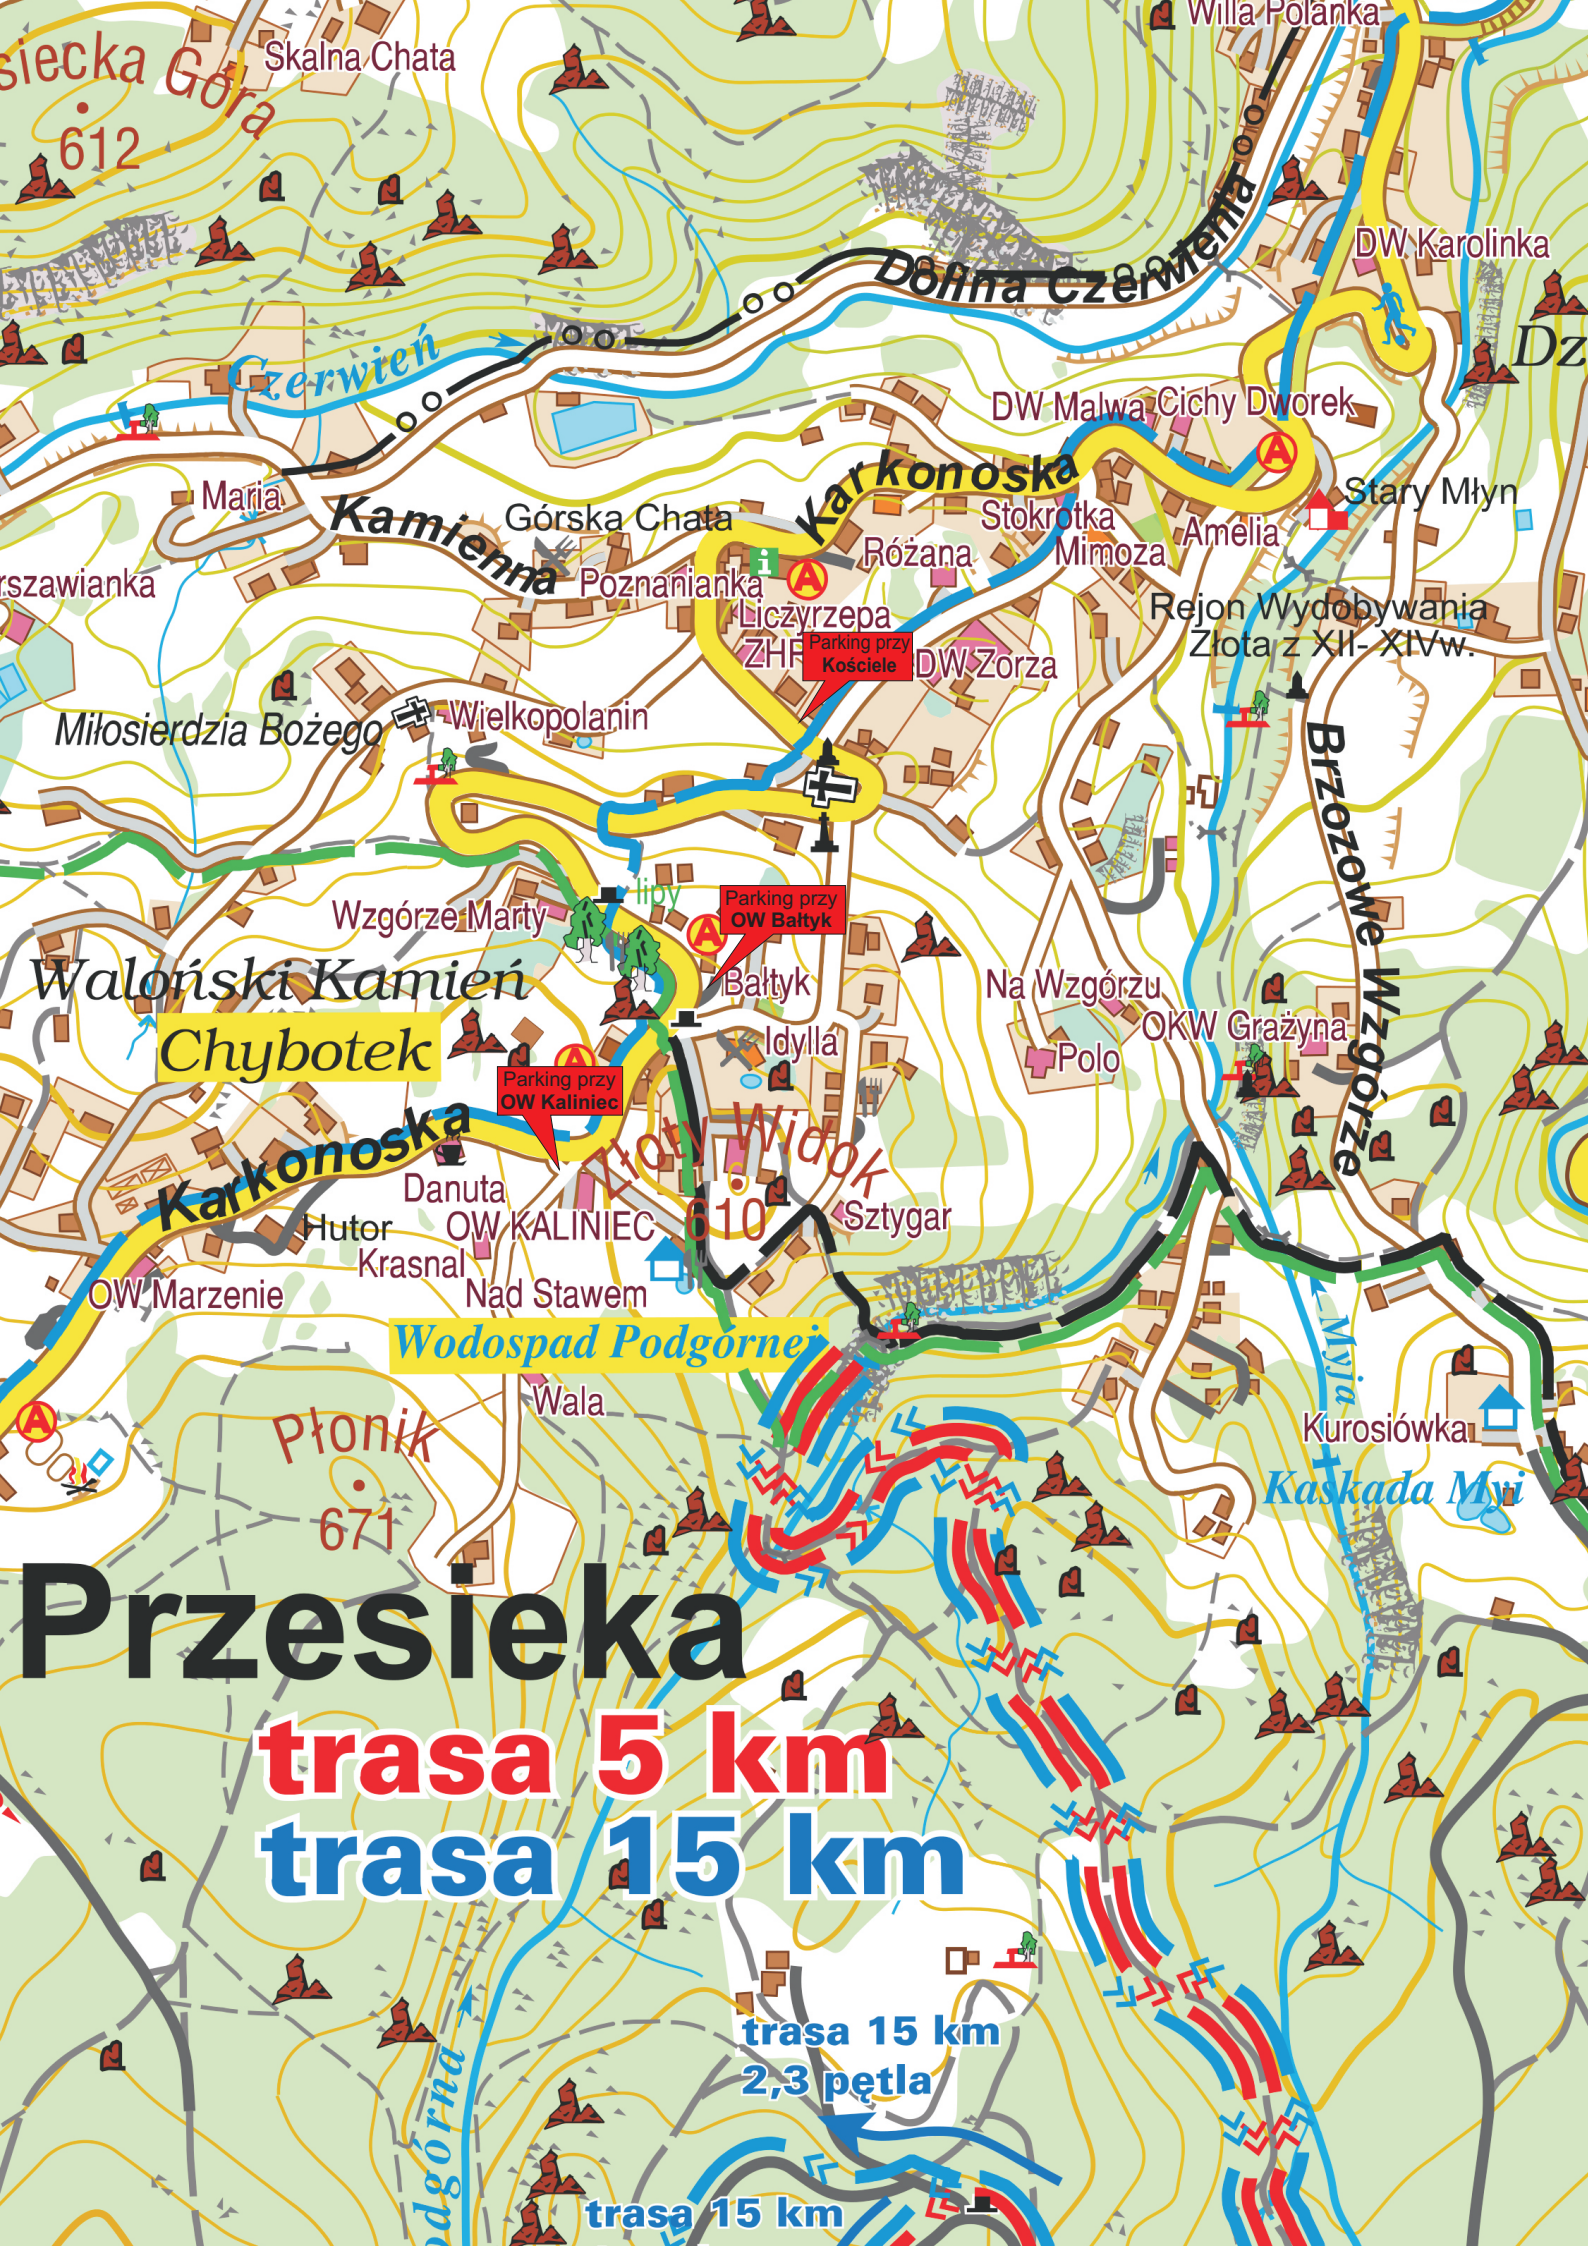 Willa Polanka
siecka Góra
Skalna Chata
612
Dolina Czerwienia
DW Karolinka
Czerwień
Dz
DW Malwa
Cichy Dworek
A
Karkonoska
Maria
Kamienna
Górska Chata
Stokrotka
Stary Młyn
Amelia
Różana
Mimoza
i
A
rszawianka
Poznanianka
Liczyrzepa
Rejon Wydobywania
Złota z XII- XIVw.
ZHP
Parking przy
Kościele
DW Zorza
Miłosierdzia Bożego
Wielkopolanin
Brzozowe Wzgórze
lipy
Wzgórze Marty
A
Parking przy
OW Bałtyk
Bałtyk
Waloński Kamień
Chybotek
Na Wzgórzu
OKW Grażyna
Idylla
Polo
A
Parking przy
OW Kaliniec
Karkonoska
Złoty Widok
610
Danuta
Hutor
OW KALINIEC
Sztygar
Krasnal
OW Marzenie
Nad Stawem
Wodospad Podgórnej
Myja
Wala
A
Płonik
671
Kurosiówka
Kaskada Myi
Przesieka
trasa 5 km
trasa 15 km
trasa 15 km
2,3 pętla
odgórna
trasa 15 km